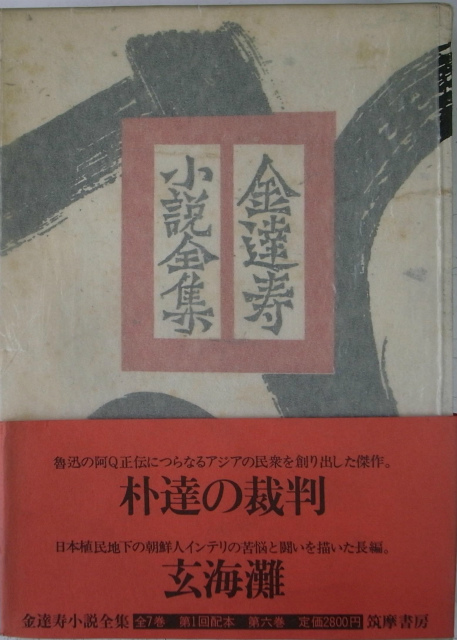 金達寿
小説全集
魯迅の阿Q正伝につらなるアジアの民衆を創り出した傑作。
朴達の裁判
日本植民地下の朝鮮人インテリの苦悩と闘いを描いた長編。
玄海灘
金達寿小説全集 全7巻 第1回配本 第六巻 定価2800円 筑摩書房